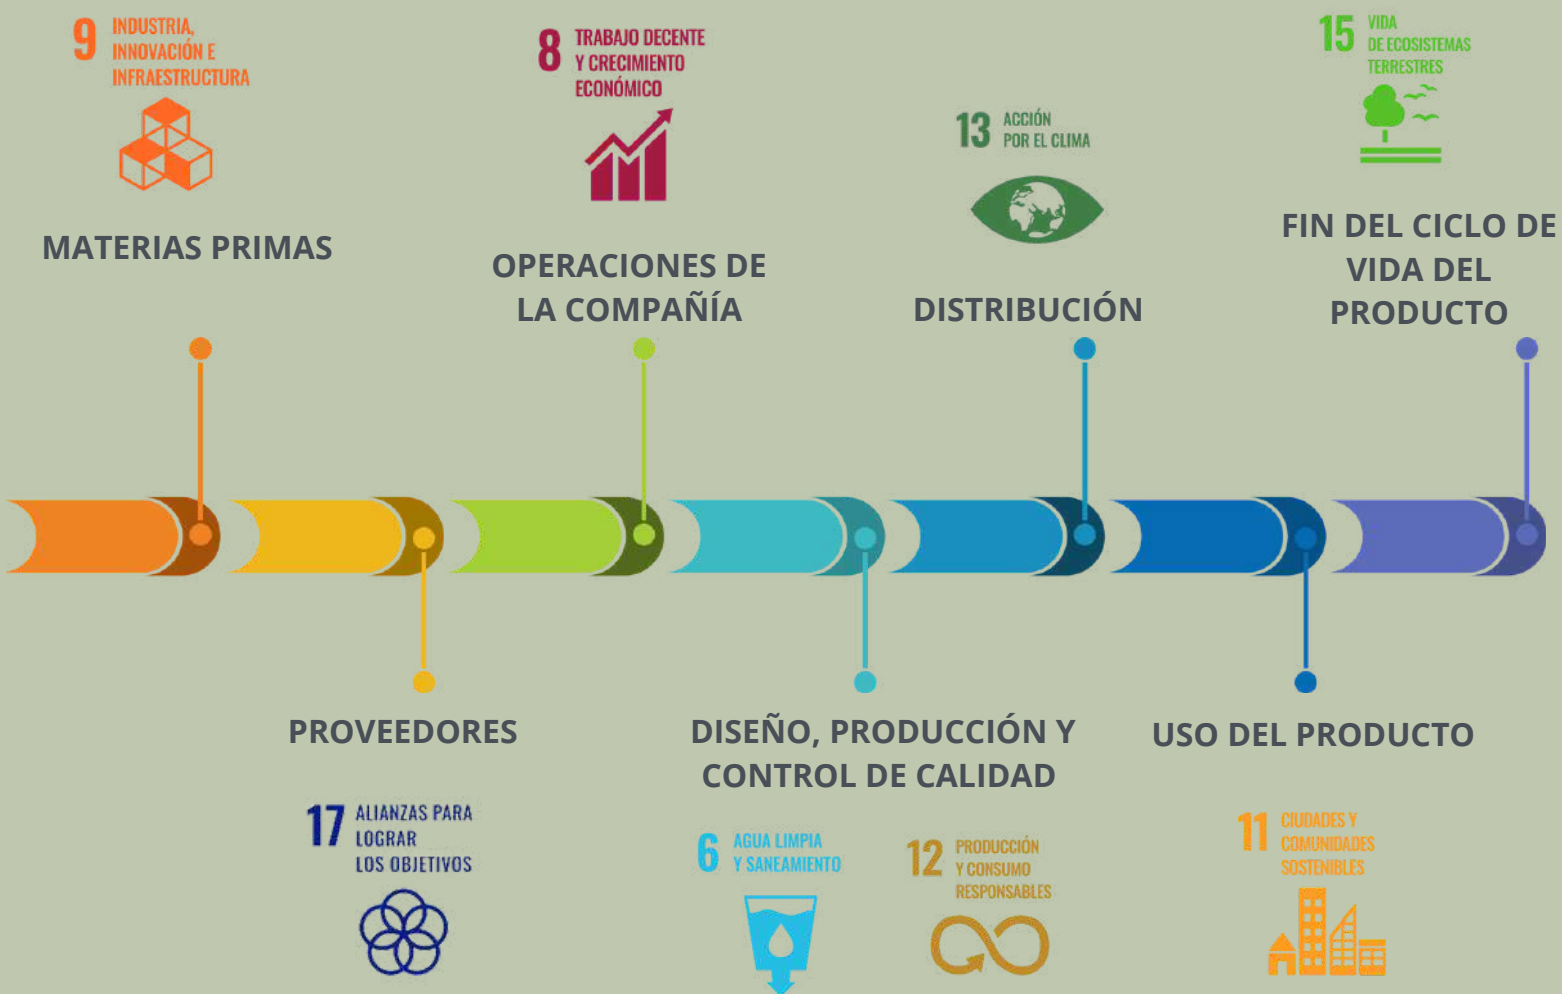 9 INDUSTRIA,
INNOVACIÓN E
INFRAESTRUCTURA
MATERIAS PRIMAS
8 TRABAJO DECENTE
Y CRECIMIENTO
ECONÓMICO
OPERACIONES DE
LA COMPAÑÍA
13 ACCIÓN
POR EL CLIMA
DISTRIBUCIÓN
15 VIDA
DE ECOSISTEMAS
TERRESTRES
FIN DEL CICLO DE
VIDA DEL
PRODUCTO
PROVEEDORES
17 ALIANZAS PARA
LOGRAR
LOS OBJETIVOS
DISEÑO, PRODUCCIÓN Y
CONTROL DE CALIDAD
6 AGUA LIMPIA
Y SANEAMIENTO
12 PRODUCCIÓN
Y CONSUMO
RESPONSABLES
USO DEL PRODUCTO
11 CIUDADES Y
COMUNIDADES
SOSTENIBLES